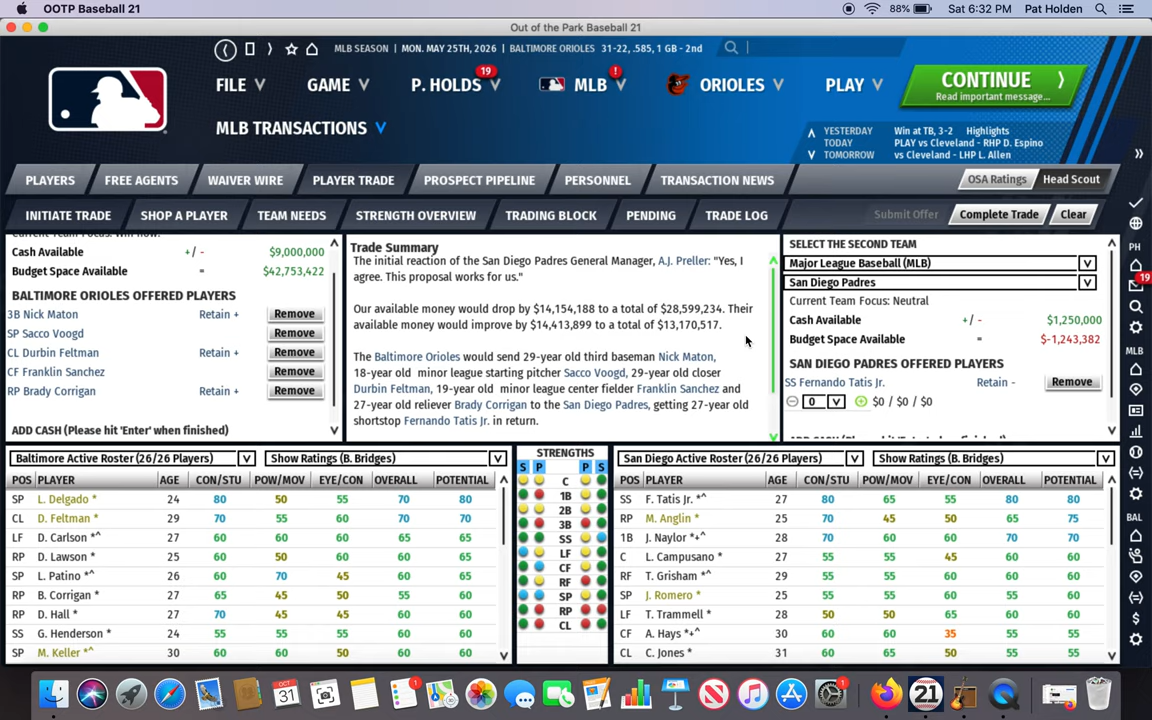 OOTP Baseball 21
88%
Sat 6:32 PM
Pat Holden
Out of the Park Baseball 21
MLB SEASON | MON. MAY 25TH, 2026 | BALTIMORE ORIOLES 31-22, .585, 1 GB - 2nd
FILE
GAME
P. HOLDS
19
MLB
!
ORIOLES
PLAY
CONTINUE
Read important message...
MLB TRANSACTIONS
YESTERDAY Win at TB, 3-2 Highlights
TODAY PLAY vs Cleveland - RHP D. Espino
TOMORROW vs Cleveland - LHP L. Allen
PLAYERS
FREE AGENTS
WAIVER WIRE
PLAYER TRADE
PROSPECT PIPELINE
PERSONNEL
TRANSACTION NEWS
OSA Ratings
Head Scout
INITIATE TRADE
SHOP A PLAYER
TEAM NEEDS
STRENGTH OVERVIEW
TRADING BLOCK
PENDING
TRADE LOG
Submit Offer
Complete Trade
Clear
Cash Available +/- $9,000,000
Budget Space Available = $42,753,422
BALTIMORE ORIOLES OFFERED PLAYERS
3B Nick Maton Retain + Remove
SP Sacco Voogd Remove
CL Durbin Feltman Retain + Remove
CF Franklin Sanchez Remove
RP Brady Corrigan Retain + Remove
ADD CASH (Please hit 'Enter' when finished)
Trade Summary
The initial reaction of the San Diego Padres General Manager, A.J. Preller: "Yes, I
agree. This proposal works for us."
Our available money would drop by $14,154,188 to a total of $28,599,234. Their
available money would improve by $14,413,899 to a total of $13,170,517.
The Baltimore Orioles would send 29-year old third baseman Nick Maton,
18-year old minor league starting pitcher Sacco Voogd, 29-year old closer
Durbin Feltman, 19-year old minor league center fielder Franklin Sanchez and
27-year old reliever Brady Corrigan to the San Diego Padres, getting 27-year old
shortstop Fernando Tatis Jr. in return.
SELECT THE SECOND TEAM
Major League Baseball (MLB)
San Diego Padres
Current Team Focus: Neutral
Cash Available +/- $1,250,000
Budget Space Available = $-1,243,382
SAN DIEGO PADRES OFFERED PLAYERS
SS Fernando Tatis Jr. Retain - Remove
0 $0 / $0 / $0
Baltimore Active Roster (26/26 Players)
Show Ratings (B. Bridges)
POS PLAYER AGE CON/STU POW/MOV EYE/CON OVERALL POTENTIAL
SP L. Delgado * 24 80 50 55 70 80
CL D. Feltman * 29 70 55 60 70 70
LF D. Carlson *^ 27 60 60 60 65 65
RP D. Lawson * 25 60 50 60 60 60
SP L. Patino *^ 26 60 70 45 60 60
RP B. Corrigan * 27 65 45 50 55 60
RP D. Hall * 27 70 45 45 60 60
SS G. Henderson * 24 55 55 55 60 60
SP M. Keller *^ 30 60 60 50 60 60
STRENGTHS
S P P S
C
1B
2B
3B
SS
LF
CF
RF
SP
RP
CL
San Diego Active Roster (26/26 Players)
Show Ratings (B. Bridges)
POS PLAYER AGE CON/STU POW/MOV EYE/CON OVERALL POTENTIAL
SS F. Tatis Jr. *^ 27 80 65 55 80 80
RP M. Anglin * 25 70 45 50 65 75
1B J. Naylor *+^ 28 70 60 55 70 70
C L. Campusano * 27 55 55 45 60 60
RF T. Grisham *^ 29 55 55 60 60 60
SP J. Romero * 25 55 55 50 60 60
LF T. Trammell * 28 50 50 65 60 60
CF A. Hays *+^ 30 60 60 35 55 55
CL C. Jones * 31 65 60 50 55 55
PH
19
MLB
BAL
OCT
31
1
21